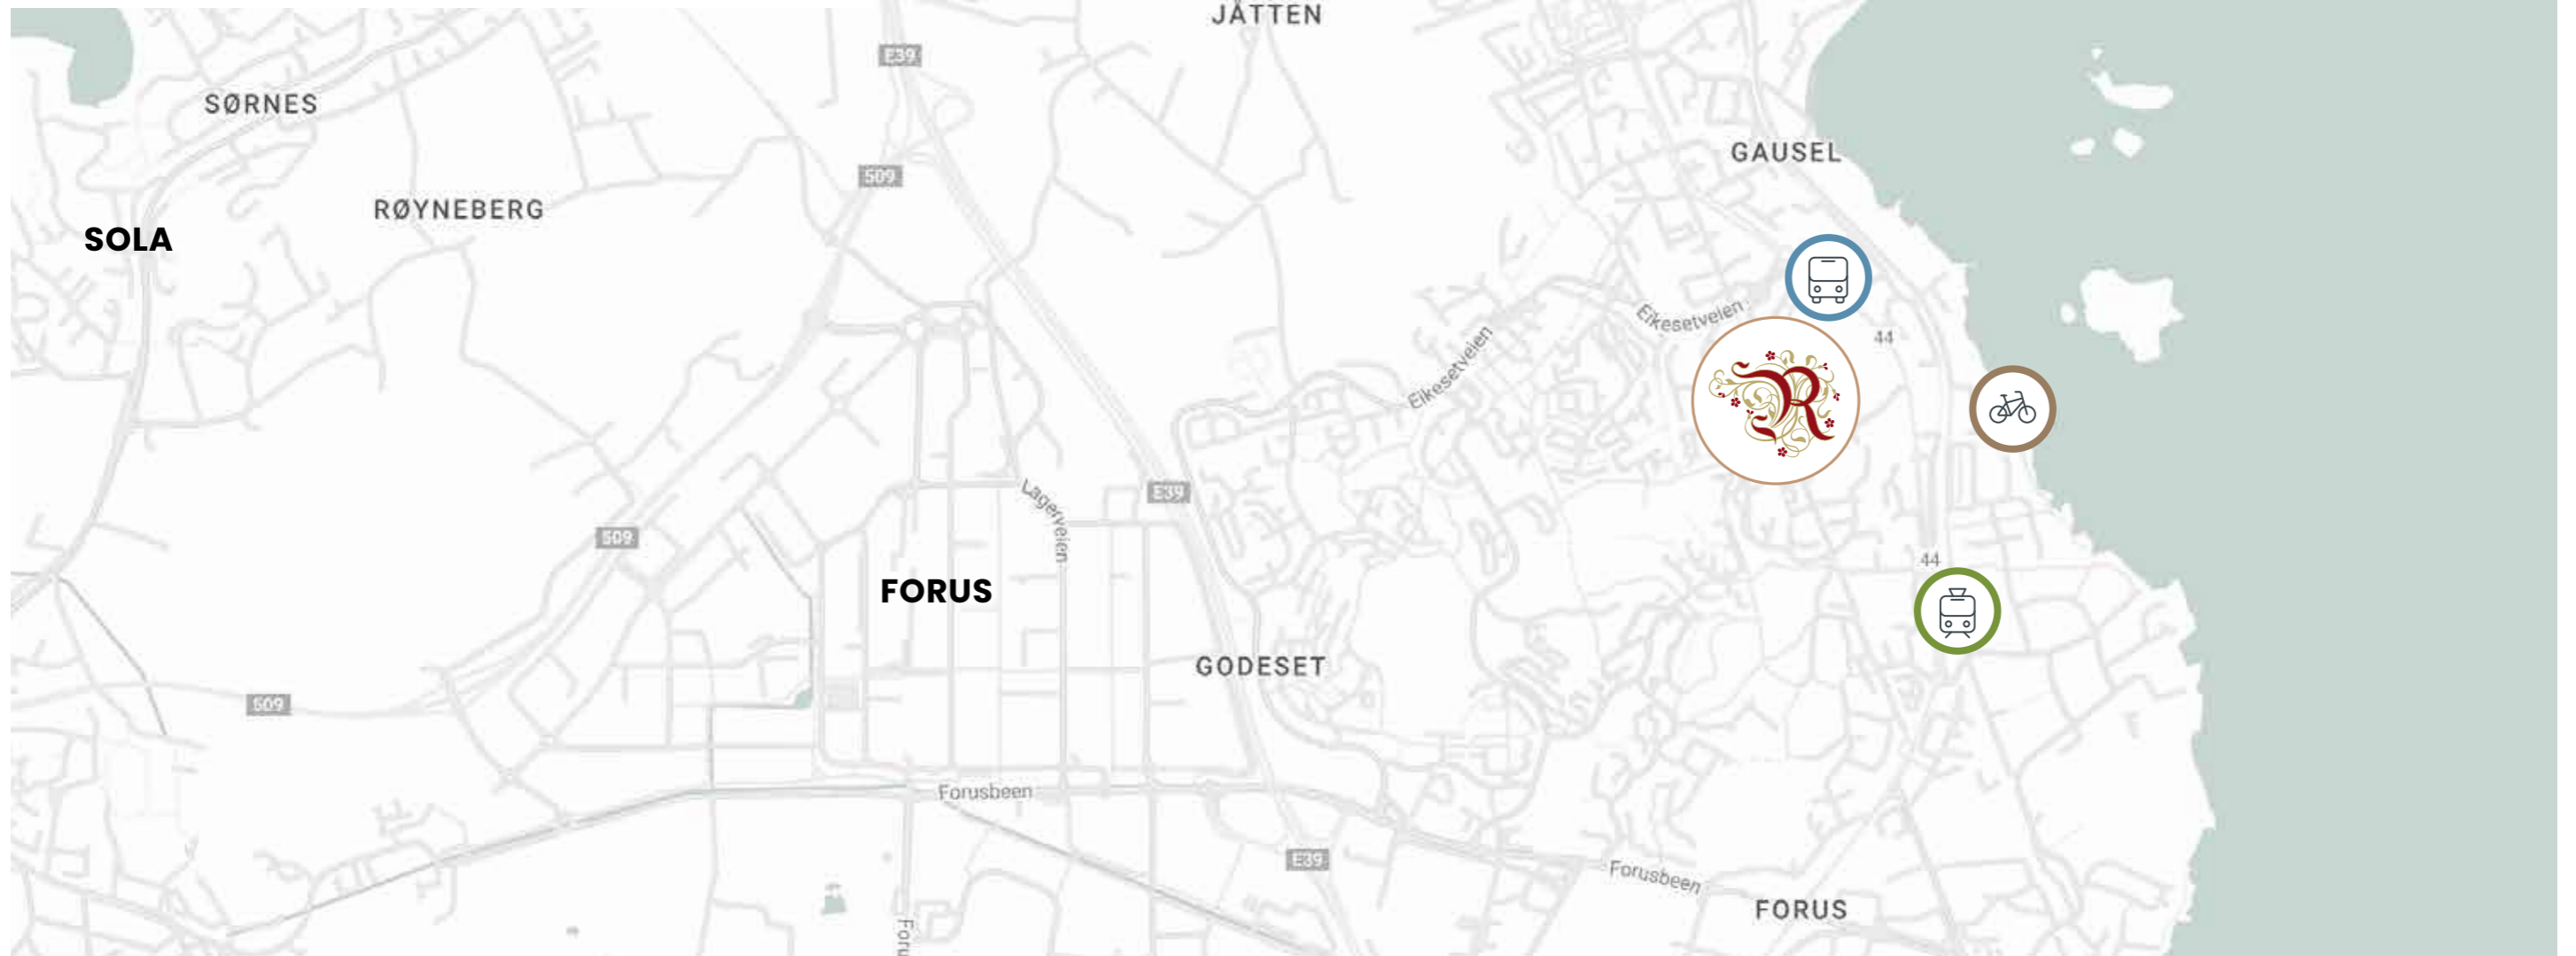 JÅTTEN
E39
SØRNES
GAUSEL
509
RØYNEBERG
SOLA
Eikesetveien
44
Eikesetveien
R
E39
Lagerveien
509
44
FORUS
GODESET
509
Forusbeen
E39
Forusbeen
FORUS
Foru